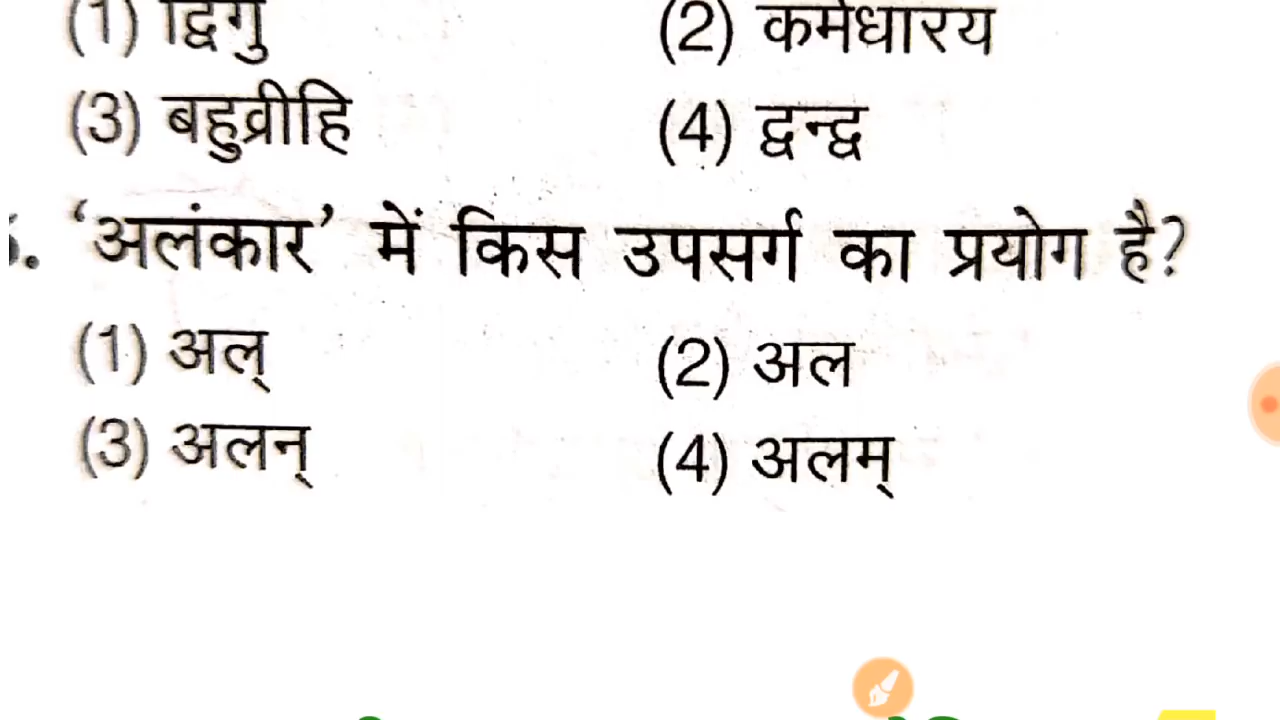 (1) द्विगु (2) कर्मधारय
(3) बहुव्रीहि (4) द्वन्द्व
. ‘अलंकार’ में किस उपसर्ग का प्रयोग है?
(1) अल् (2) अल
(3) अलन् (4) अलम्